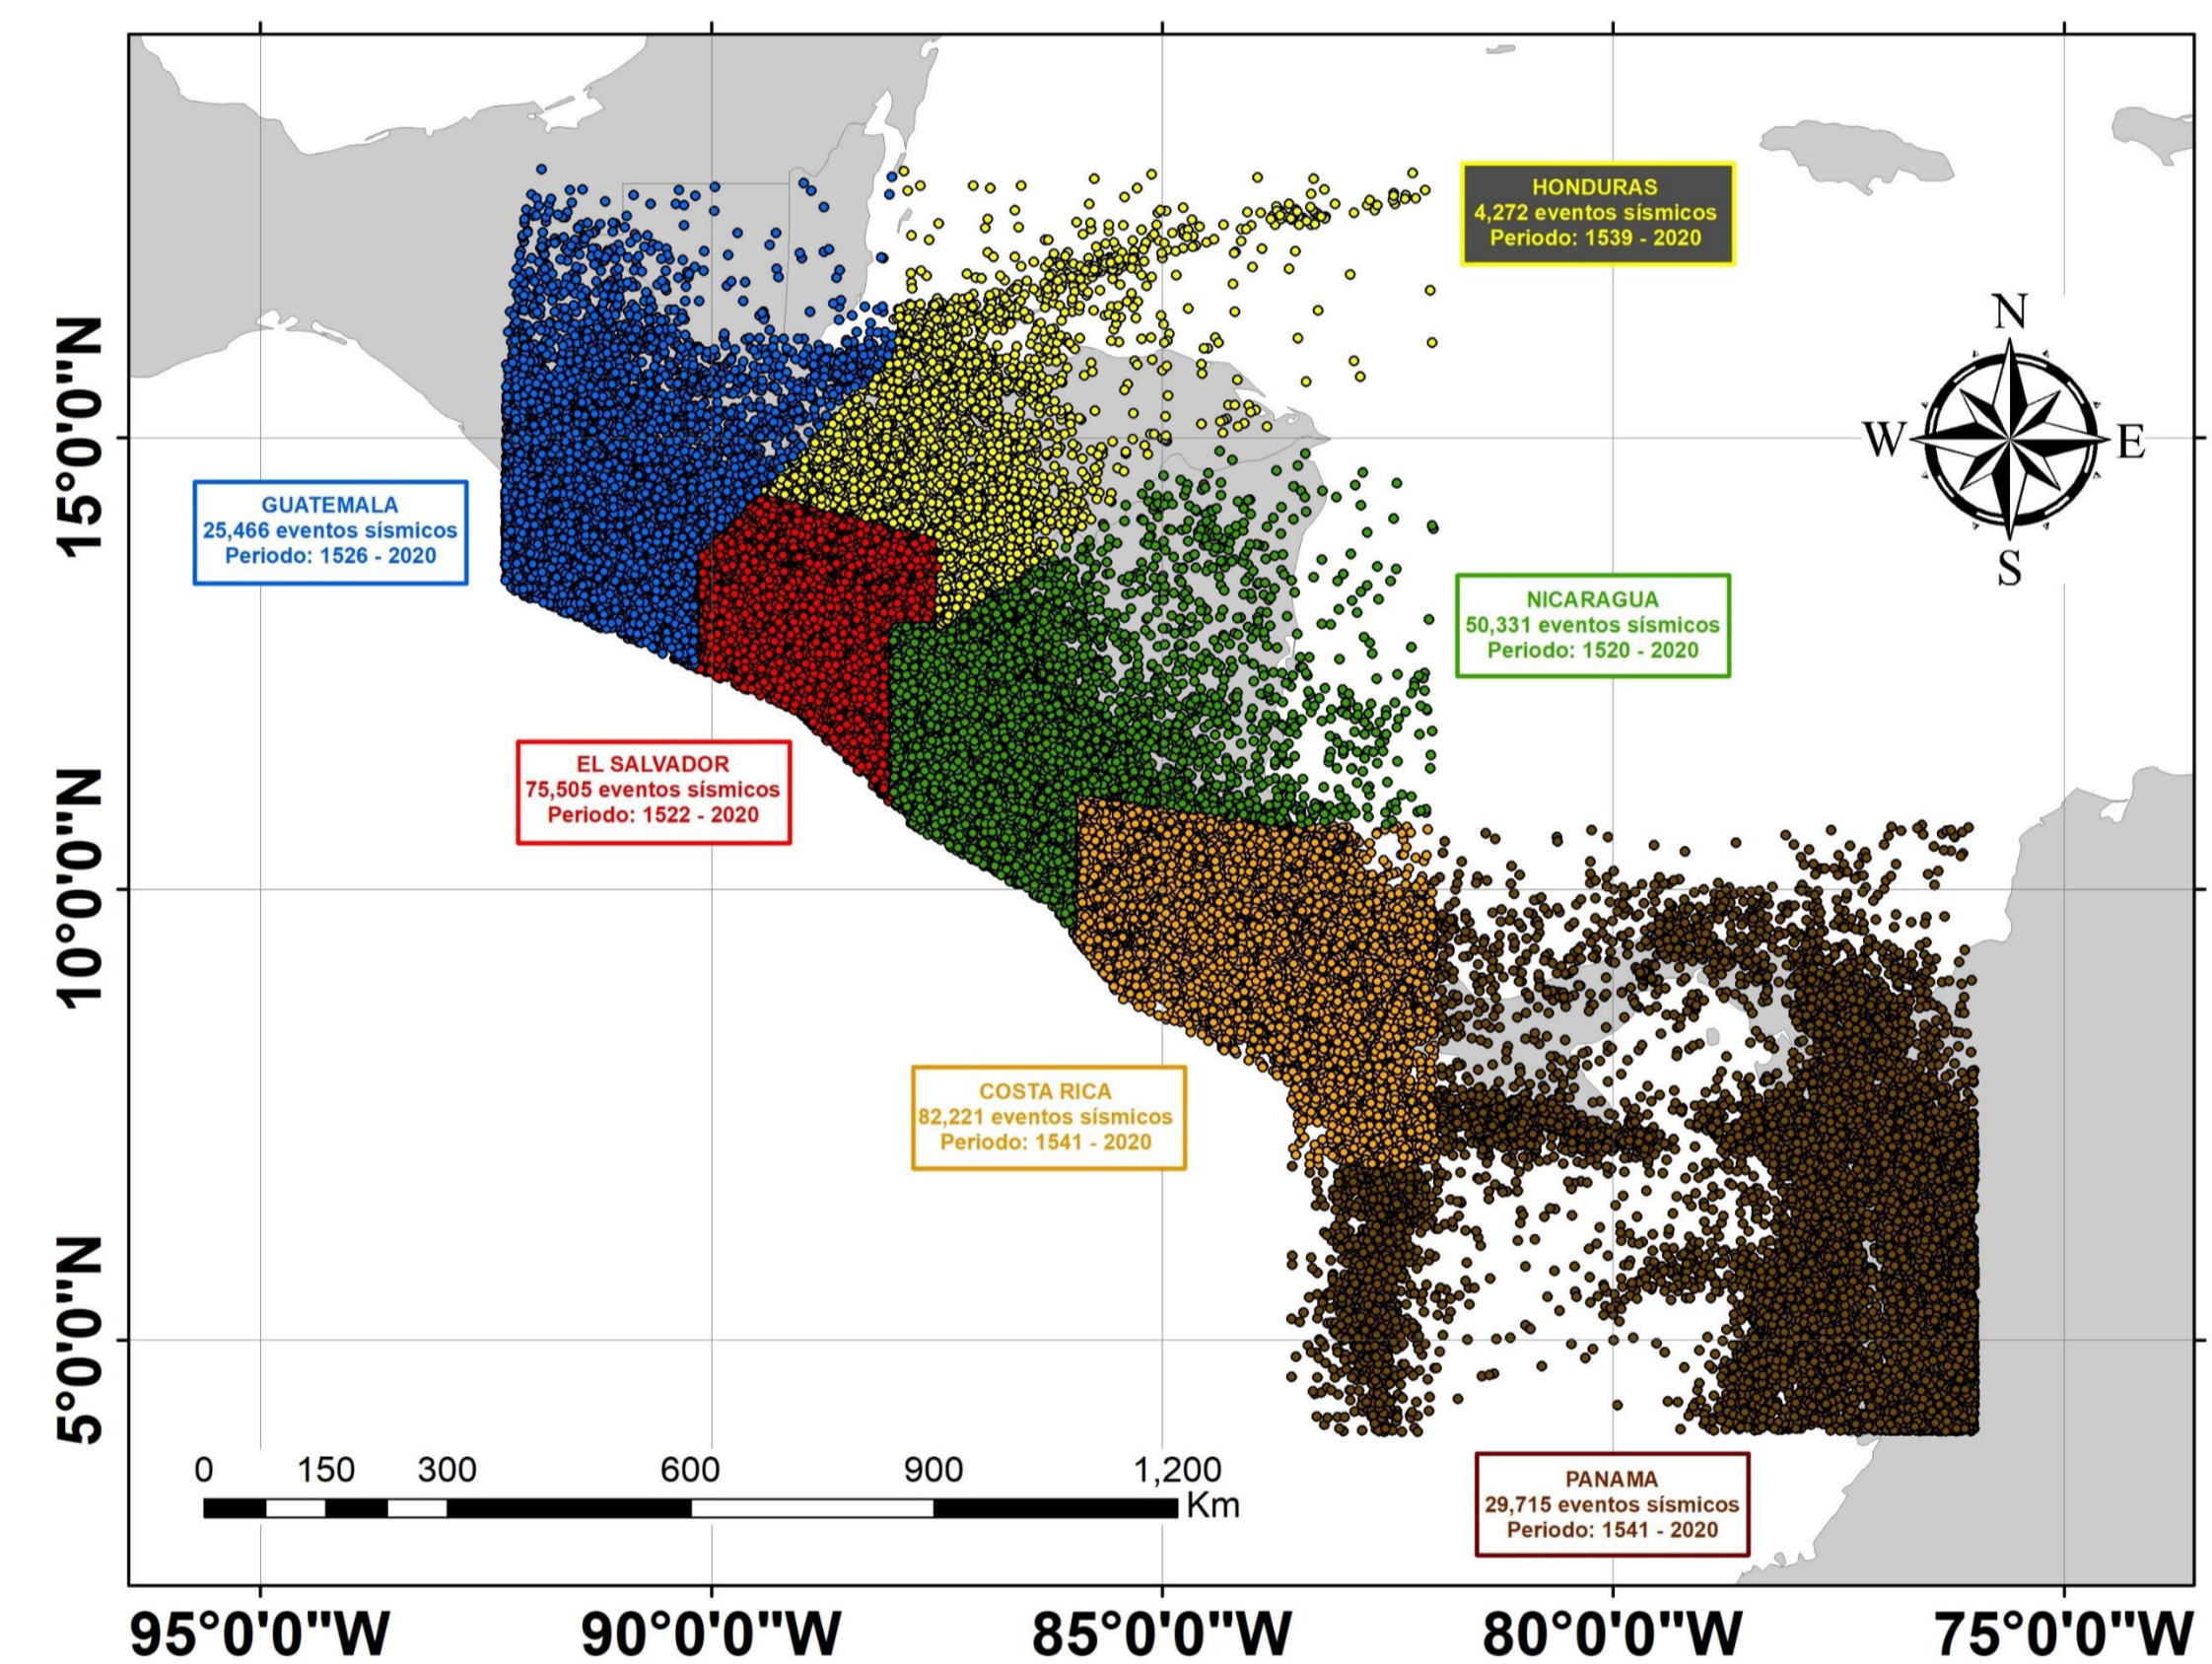 HONDURAS
4,272 eventos sísmicos
Periodo: 1539 - 2020
N
W
E
S
15°0'0"N
GUATEMALA
25,466 eventos sísmicos
Periodo: 1526 - 2020
NICARAGUA
50,331 eventos sísmicos
Periodo: 1520 - 2020
EL SALVADOR
75,505 eventos sísmicos
Periodo: 1522 - 2020
10°0'0"N
COSTA RICA
82,221 eventos sísmicos
Periodo: 1541 - 2020
5°0'0"N
0 150 300 600 900 1,200
Km
PANAMA
29,715 eventos sísmicos
Periodo: 1541 - 2020
95°0'0"W 90°0'0"W 85°0'0"W 80°0'0"W 75°0'0"W